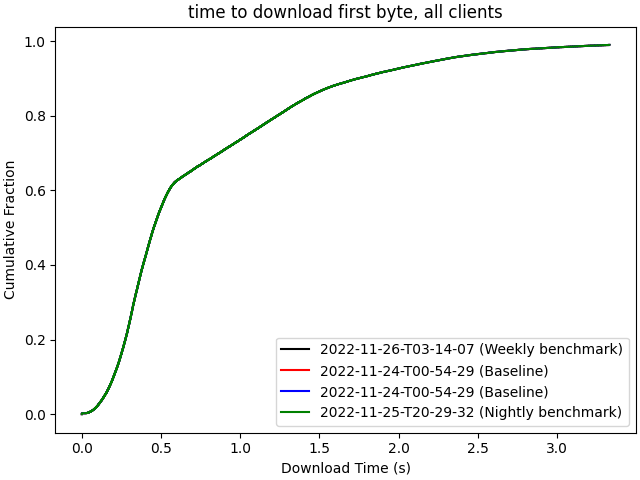 time to download first byte, all clients
1.0
0.8
0.6
0.4
0.2
0.0
Cumulative Fraction
2022-11-26-T03-14-07 (Weekly benchmark)
2022-11-24-T00-54-29 (Baseline)
2022-11-24-T00-54-29 (Baseline)
2022-11-25-T20-29-32 (Nightly benchmark)
0.0 0.5 1.0 1.5 2.0 2.5 3.0
Download Time (s)